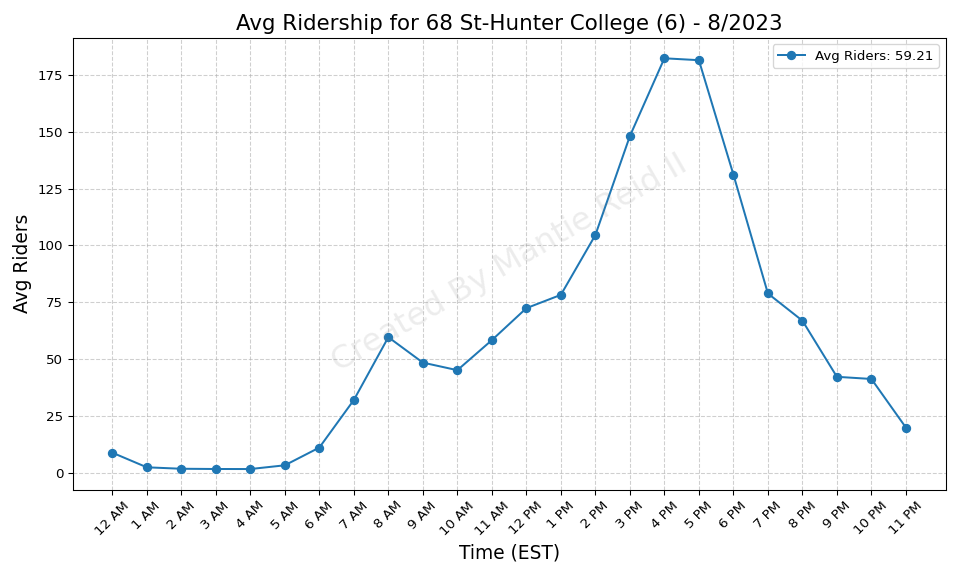 Avg Ridership for 68 St-Hunter College (6) - 8/2023
Avg Riders: 59.21
175
150
125
100
75
50
25
0
Avg Riders
Created By Mantie Reid II
12 AM
1 AM
2 AM
3 AM
4 AM
5 AM
6 AM
7 AM
8 AM
9 AM
10 AM
11 AM
12 PM
1 PM
2 PM
3 PM
4 PM
5 PM
6 PM
7 PM
8 PM
9 PM
10 PM
11 PM
Time (EST)